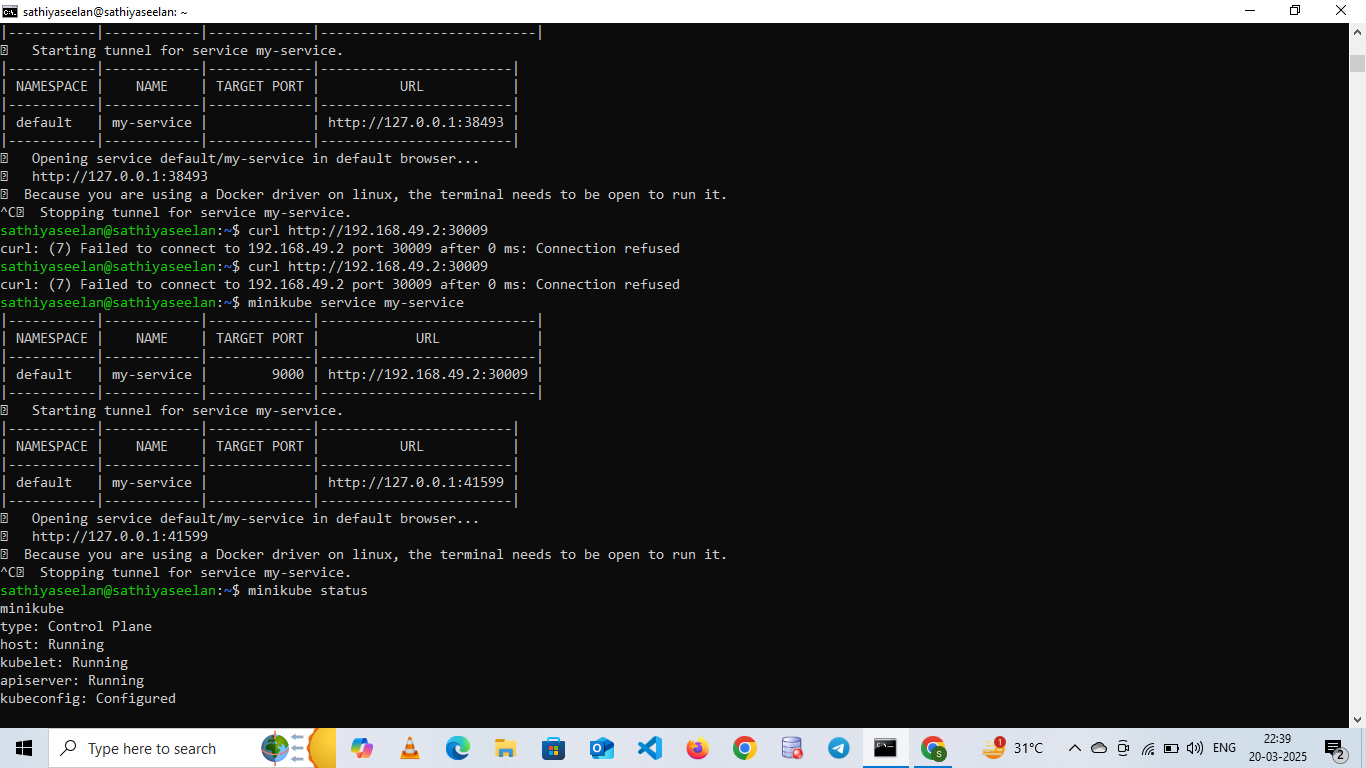 sathiyaseelan@sathiyaseelan: ~
|-----------|------------|-------------|---------------------------|
Starting tunnel for service my-service.
|-----------|------------|-------------|------------------------|
| NAMESPACE |    NAME    | TARGET PORT |          URL           |
|-----------|------------|-------------|------------------------|
| default   | my-service |             | http://127.0.0.1:38493 |
|-----------|------------|-------------|------------------------|
Opening service default/my-service in default browser...
http://127.0.0.1:38493
Because you are using a Docker driver on linux, the terminal needs to be open to run it.
^C Stopping tunnel for service my-service.
sathiyaseelan@sathiyaseelan:~$ curl http://192.168.49.2:30009
curl: (7) Failed to connect to 192.168.49.2 port 30009 after 0 ms: Connection refused
sathiyaseelan@sathiyaseelan:~$ curl http://192.168.49.2:30009
curl: (7) Failed to connect to 192.168.49.2 port 30009 after 0 ms: Connection refused
sathiyaseelan@sathiyaseelan:~$ minikube service my-service
|-----------|------------|-------------|---------------------------|
| NAMESPACE |    NAME    | TARGET PORT |            URL            |
|-----------|------------|-------------|---------------------------|
| default   | my-service |        9000 | http://192.168.49.2:30009 |
|-----------|------------|-------------|---------------------------|
Starting tunnel for service my-service.
|-----------|------------|-------------|------------------------|
| NAMESPACE |    NAME    | TARGET PORT |          URL           |
|-----------|------------|-------------|------------------------|
| default   | my-service |             | http://127.0.0.1:41599 |
|-----------|------------|-------------|------------------------|
Opening service default/my-service in default browser...
http://127.0.0.1:41599
Because you are using a Docker driver on linux, the terminal needs to be open to run it.
^C Stopping tunnel for service my-service.
sathiyaseelan@sathiyaseelan:~$ minikube status
minikube
type: Control Plane
host: Running
kubelet: Running
apiserver: Running
kubeconfig: Configured
Type here to search
1
31°C
ENG
22:39
20-03-2025
2